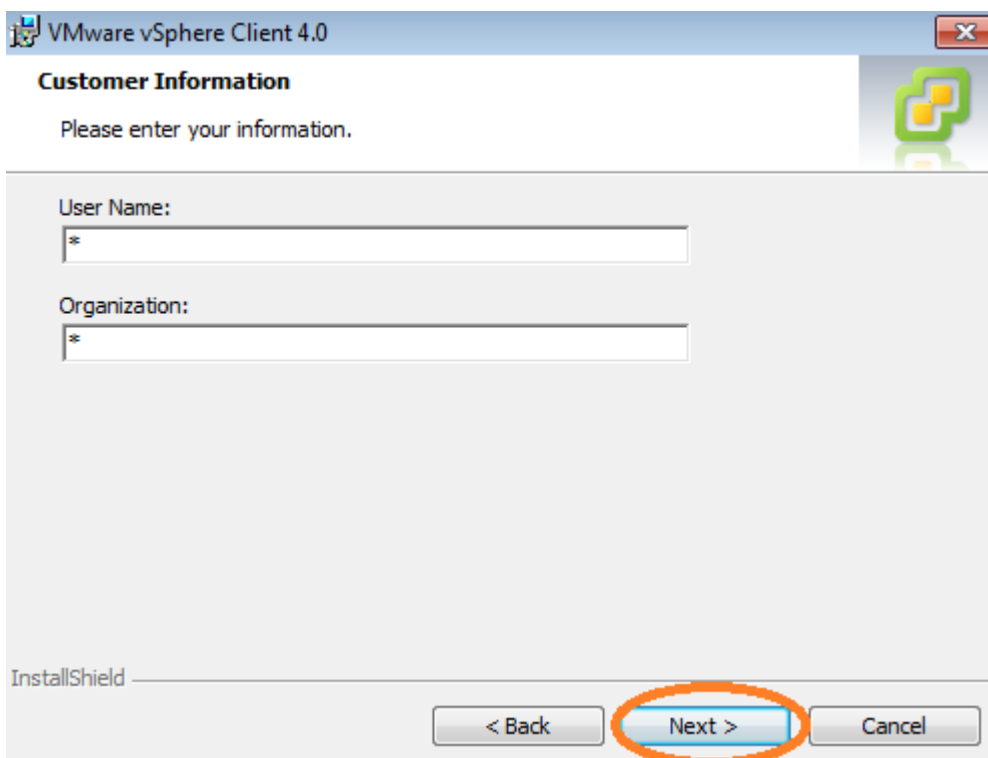 VMware vSphere Client 4.0
Customer Information
Please enter your information.
User Name:
*
Organization:
*
InstallShield
< Back Next > Cancel